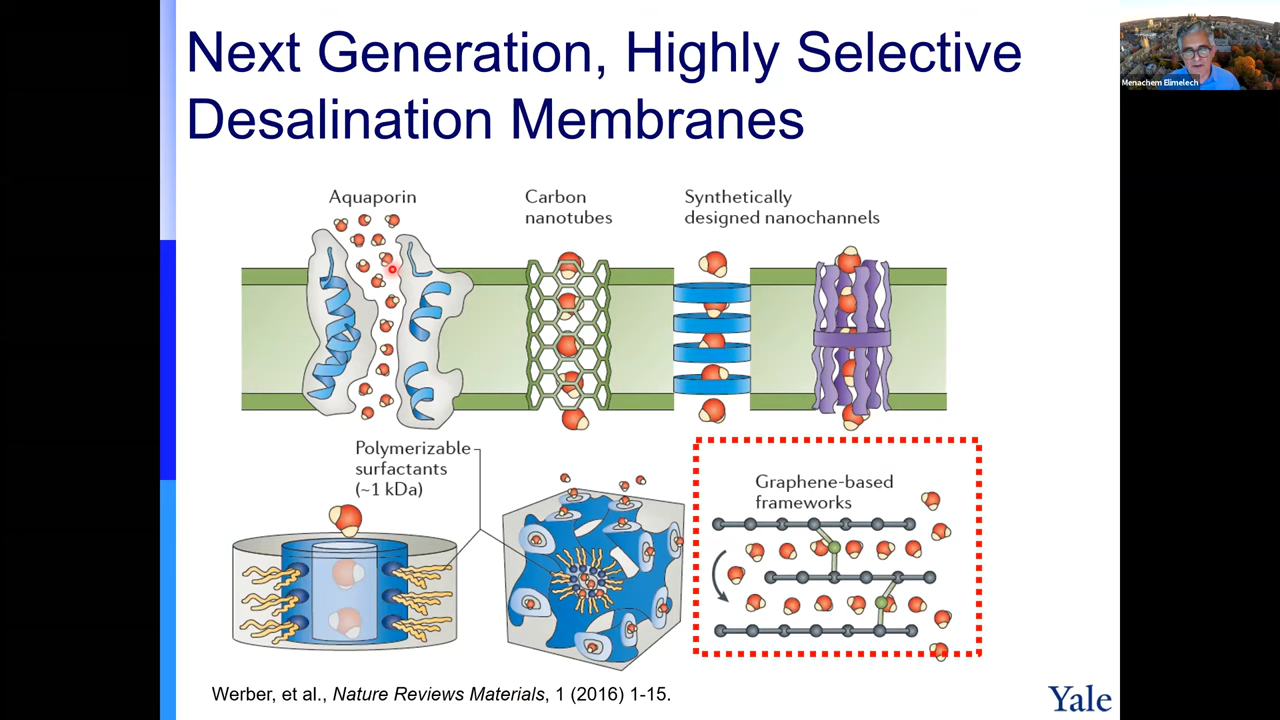 Next Generation, Highly Selective
Desalination Membranes
Menachem Elimelech
Aquaporin
Carbon
nanotubes
Synthetically
designed nanochannels
Polymerizable
surfactants
(~1 kDa)
Graphene-based
frameworks
Werber, et al., Nature Reviews Materials, 1 (2016) 1-15.
Yale